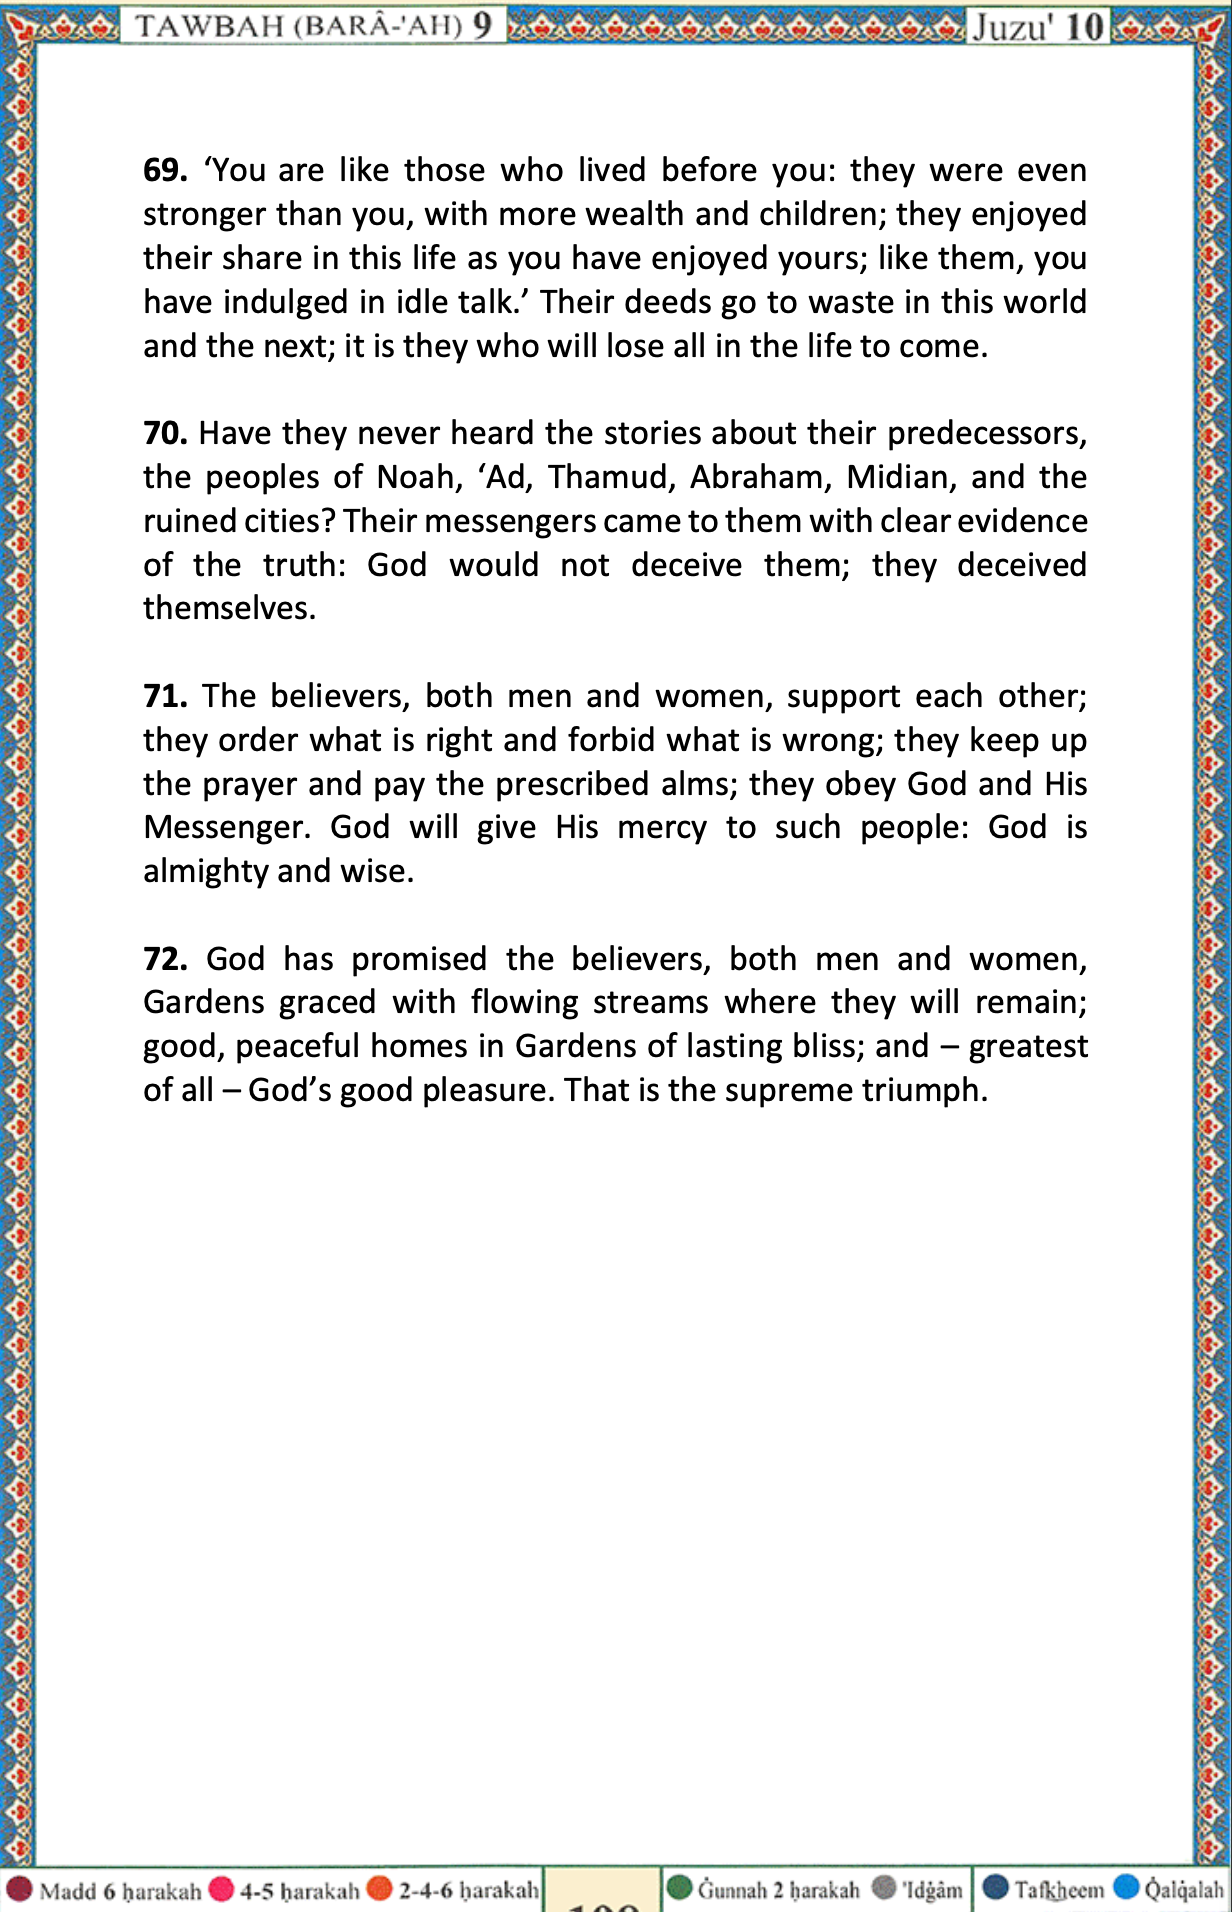 TAWBAH (BARÂ-'AH) 9
Juzu' 10
69. ‘You are like those who lived before you: they were even
stronger than you, with more wealth and children; they enjoyed
their share in this life as you have enjoyed yours; like them, you
have indulged in idle talk.’ Their deeds go to waste in this world
and the next; it is they who will lose all in the life to come.
70. Have they never heard the stories about their predecessors,
the peoples of Noah, ‘Ad, Thamud, Abraham, Midian, and the
ruined cities? Their messengers came to them with clear evidence
of the truth: God would not deceive them; they deceived
themselves.
71. The believers, both men and women, support each other;
they order what is right and forbid what is wrong; they keep up
the prayer and pay the prescribed alms; they obey God and His
Messenger. God will give His mercy to such people: God is
almighty and wise.
72. God has promised the believers, both men and women,
Gardens graced with flowing streams where they will remain;
good, peaceful homes in Gardens of lasting bliss; and – greatest
of all – God’s good pleasure. That is the supreme triumph.
Madd 6 ḥarakah 4-5 ḥarakah 2-4-6 ḥarakah
Ġunnah 2 ḥarakah 'Idġâm
Tafkheem Q̇alq̇alah